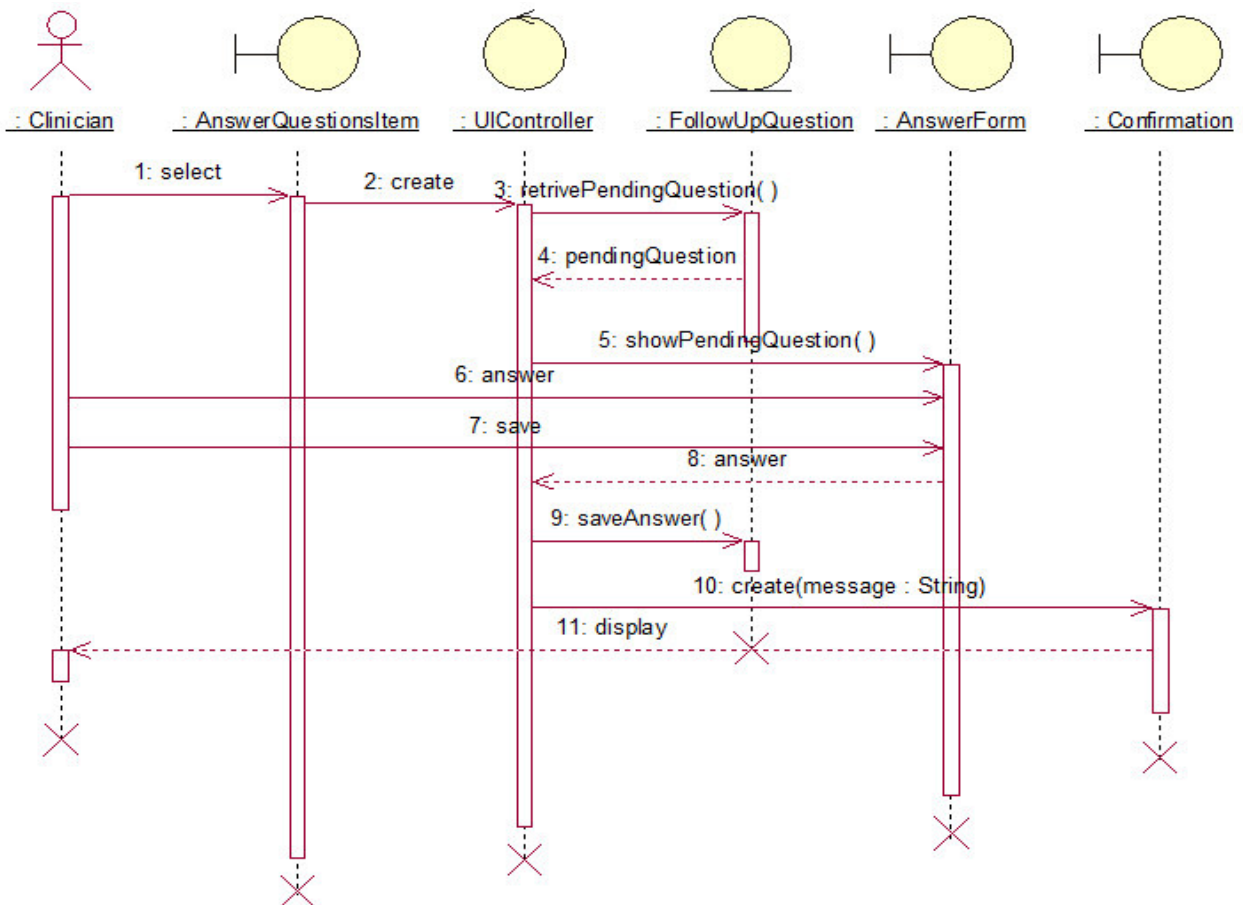 : Clinician
: AnswerQuestionsItem
: UIController
: FollowUpQuestion
: AnswerForm
: Confirmation
1: select
2: create
3: retrivePendingQuestion( )
4: pendingQuestion
5: showPendingQuestion( )
6: answer
7: save
8: answer
9: saveAnswer( )
10: create(message : String)
11: display